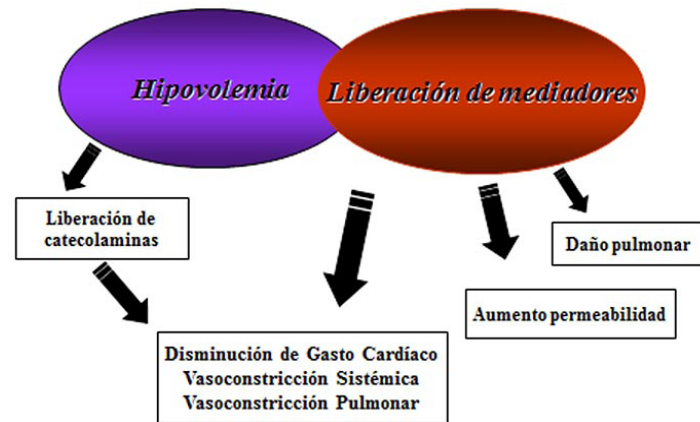 Hipovolemia
Liberación de mediadores
Liberación de
catecolaminas
Daño pulmonar
Aumento permeabilidad
Disminución de Gasto Cardíaco
Vasoconstricción Sistémica
Vasoconstricción Pulmonar